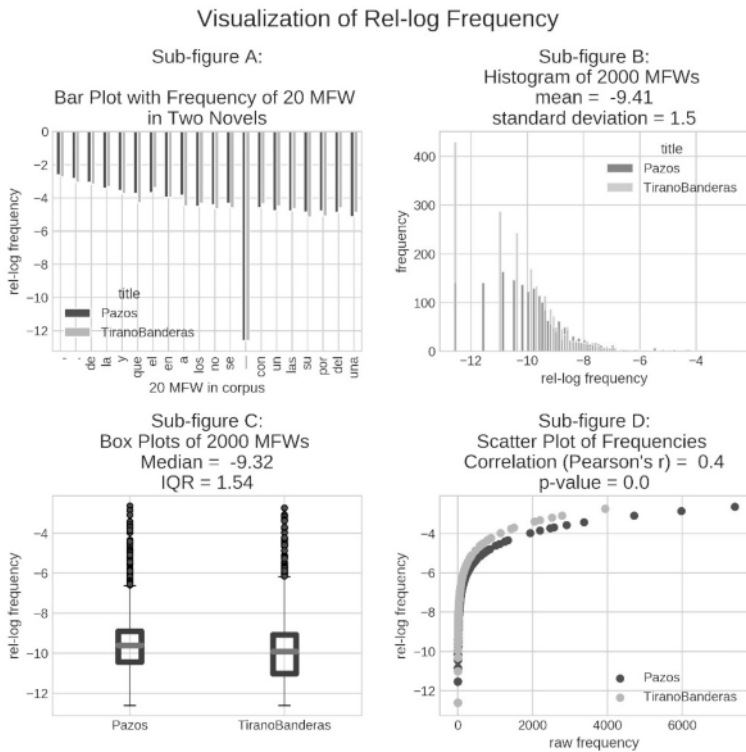 Visualization of Rel-log Frequency
Sub-figure A:
Bar Plot with Frequency of 20 MFW
in Two Novels
0
−2
−4
−6
−8
−10
−12
rel-log frequency
title
Pazos
TiranoBanderas
,
.
de
la
y
que
el
en
a
los
no
se
—
con
un
las
su
por
del
una
20 MFW in corpus
Sub-figure B:
Histogram of 2000 MFWs
mean = -9.41
standard deviation = 1.5
400
300
200
100
0
frequency
title
Pazos
TiranoBanderas
−12
−10
−8
−6
−4
rel-log frequency
Sub-figure C:
Box Plots of 2000 MFWs
Median = -9.32
IQR = 1.54
−4
−6
−8
−10
−12
rel-log frequency
Pazos
TiranoBanderas
Sub-figure D:
Scatter Plot of Frequencies
Correlation (Pearson's r) = 0.4
p-value = 0.0
−4
−6
−8
−10
−12
rel-log frequency
Pazos
TiranoBanderas
0
2000
4000
6000
raw frequency